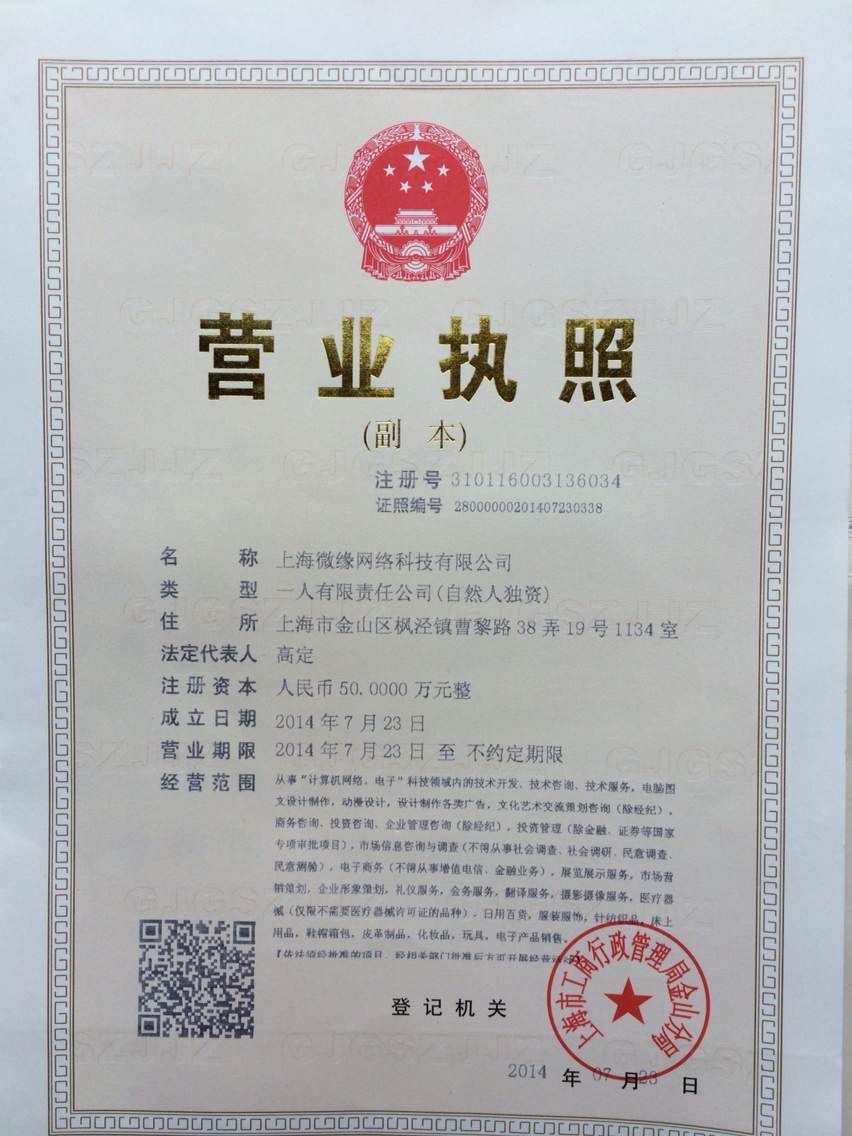 营业执照
(副 本)
注册号 310116003136034
证照编号 28000000201407230338
名称 上海微缘网络科技有限公司
类型 一人有限责任公司(自然人独资)
住所 上海市金山区枫泾镇曹黎路38弄19号1134室
法定代表人 高定
注册资本 人民币50.0000万元整
成立日期 2014年7月23日
营业期限 2014年7月23日 至 不约定期限
经营范围 从事“计算机网络、电子”科技领域内的技术开发、技术咨询、技术服务，电脑图
文设计制作，动漫设计，设计制作各类广告，文化艺术交流策划咨询（除经纪），
商务咨询、投资咨询、企业管理咨询（除经纪），投资管理（除金融、证券等国家
专项审批项目），市场信息咨询与调查（不得从事社会调查、社会调研、民意调查、
民意测验），电子商务（不得从事增值电信、金融业务），展览展示服务，市场营
销策划，企业形象策划，礼仪服务，会务服务，翻译服务，摄影摄像服务，医疗器
械（仅限不需要医疗器械许可证的品种），日用百货，服装服饰，针纺织品，床上
用品，鞋帽箱包，皮革制品，化妆品，玩具，电子产品销售。
【依法须经批准的项目，经相关部门批准后方可开展经营活动】
登记机关
上海市工商行政管理局金山分局
2014 年 07 月 23 日
GJGSZJJZ